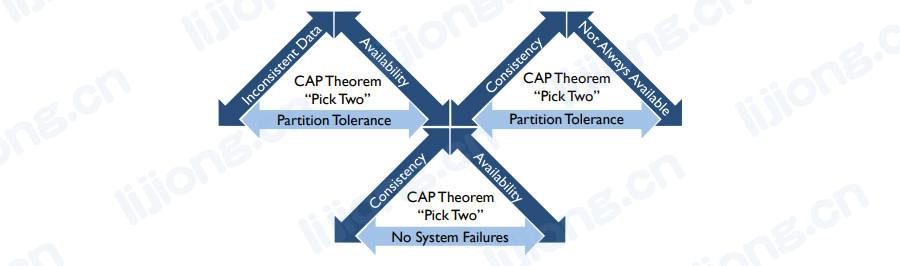 Inconsistent Data
Availability
CAP Theorem
"Pick Two"
Partition Tolerance
Consistency
Not Always Available
CAP Theorem
"Pick Two"
Partition Tolerance
Consistency
Availability
CAP Theorem
"Pick Two"
No System Failures
lijiong.cn
lijiong.cn
lijiong.cn
lijiong.cn
lijiong.cn
lijiong.cn